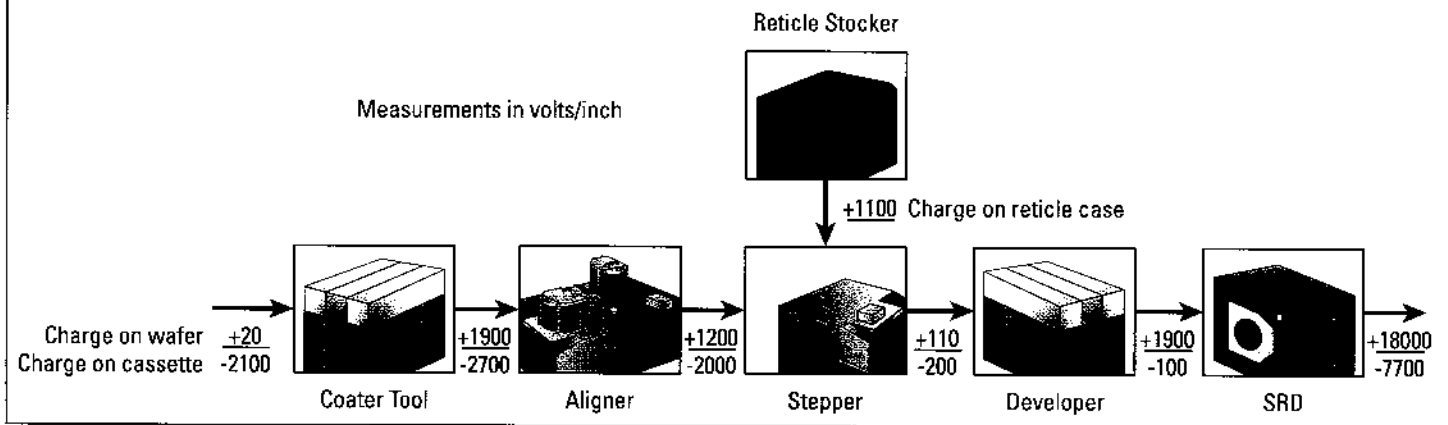 Reticle Stocker
Measurements in volts/inch
+1100 Charge on reticle case
Charge on wafer +20 +1900 +1200 +110 +1900 +18000
Charge on cassette -2100 -2700 -2000 -200 -100 -7700
Coater Tool Aligner Stepper Developer SRD